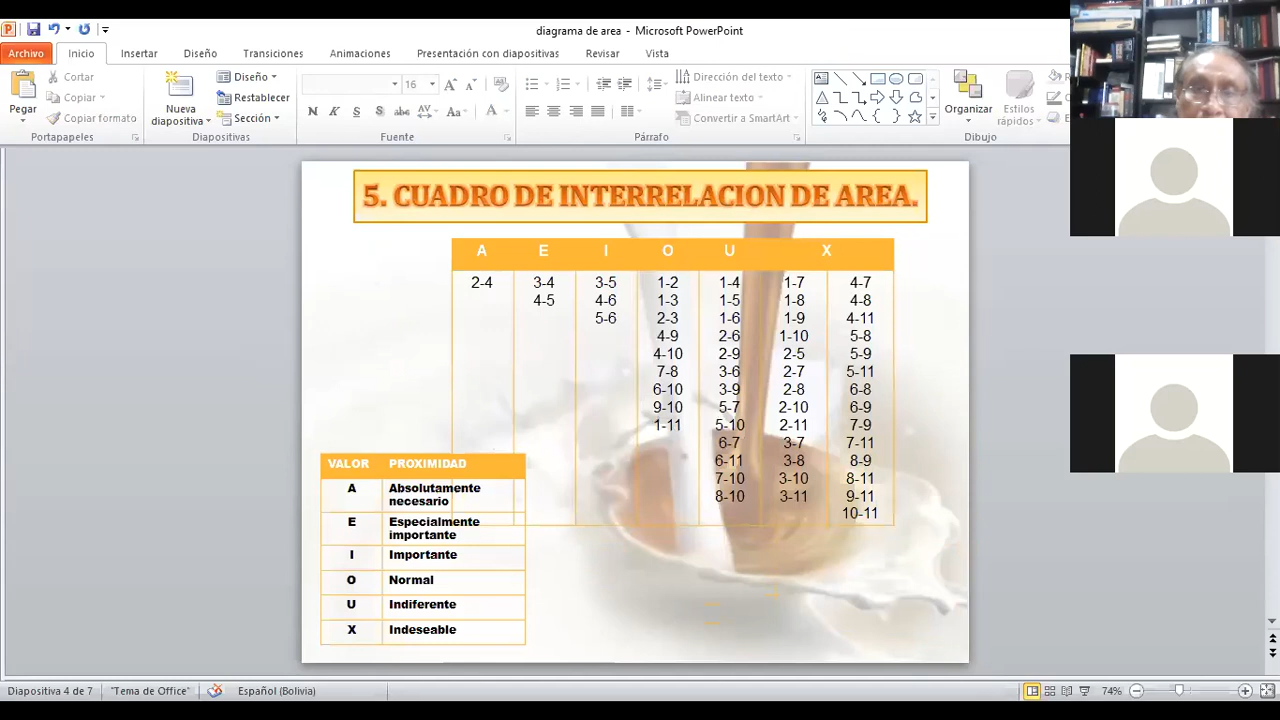 diagrama de area - Microsoft PowerPoint
Archivo Inicio Insertar Diseño Transiciones Animaciones Presentación con diapositivas Revisar Vista
Pegar
Cortar
Copiar
Copiar formato
Portapapeles
Nueva diapositiva
Diseño
Restablecer
Sección
Diapositivas
16
N K S abc AV Aa A
Fuente
Dirección del texto
Alinear texto
Convertir a SmartArt
Párrafo
Organizar
Estilos rápidos
Dibujo
5. CUADRO DE INTERRELACION DE AREA.
A E I O U X
2-4 3-4 3-5 1-2 1-4 1-7 4-7
4-5 4-6 1-3 1-5 1-8 4-8
5-6 2-3 1-6 1-9 4-11
4-9 2-6 1-10 5-8
4-10 2-9 2-5 5-9
7-8 3-6 2-7 5-11
6-10 3-9 2-8 6-8
9-10 5-7 2-10 6-9
1-11 5-10 2-11 7-9
6-7 3-7 7-11
6-11 3-8 8-9
7-10 3-10 8-11
8-10 3-11 9-11
10-11
VALOR PROXIMIDAD
A Absolutamente necesario
E Especialmente importante
I Importante
O Normal
U Indiferente
X Indeseable
Diapositiva 4 de 7 "Tema de Office" Español (Bolivia) 74%